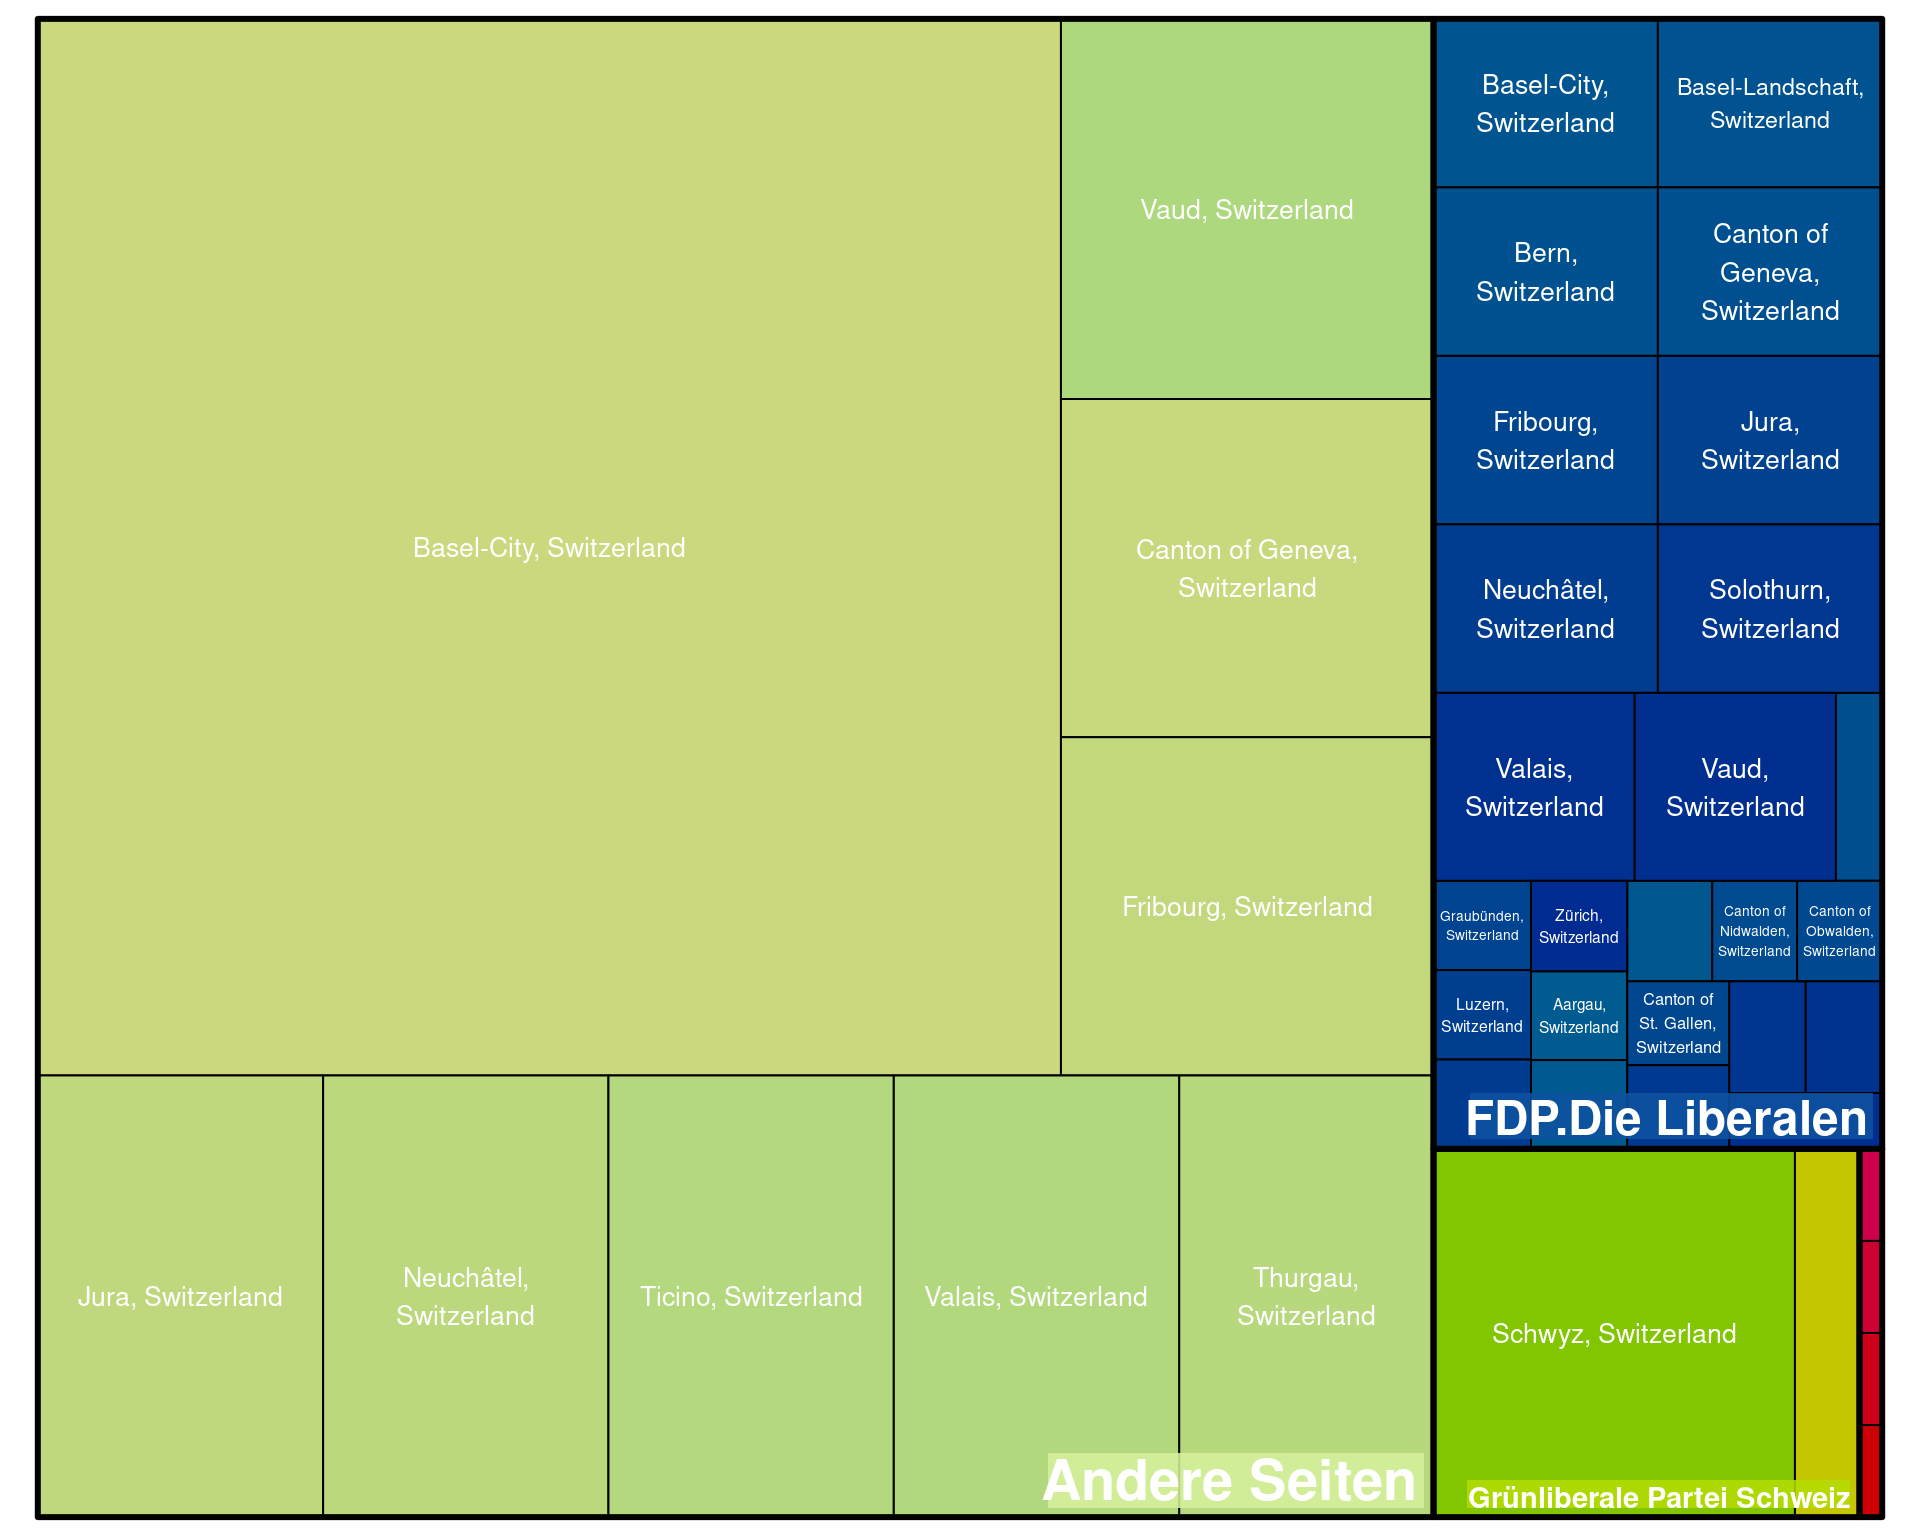 Basel-City, Switzerland
Vaud, Switzerland
Canton of Geneva,
Switzerland
Fribourg, Switzerland
Jura, Switzerland
Neuchâtel,
Switzerland
Ticino, Switzerland
Valais, Switzerland
Thurgau,
Switzerland
Andere Seiten
Basel-City,
Switzerland
Basel-Landschaft,
Switzerland
Bern,
Switzerland
Canton of
Geneva,
Switzerland
Fribourg,
Switzerland
Jura,
Switzerland
Neuchâtel,
Switzerland
Solothurn,
Switzerland
Valais,
Switzerland
Vaud,
Switzerland
Graubünden,
Switzerland
Zürich,
Switzerland
Canton of
Nidwalden,
Switzerland
Canton of
Obwalden,
Switzerland
Luzern,
Switzerland
Aargau,
Switzerland
Canton of
St. Gallen,
Switzerland
FDP.Die Liberalen
Schwyz, Switzerland
Grünliberale Partei Schweiz